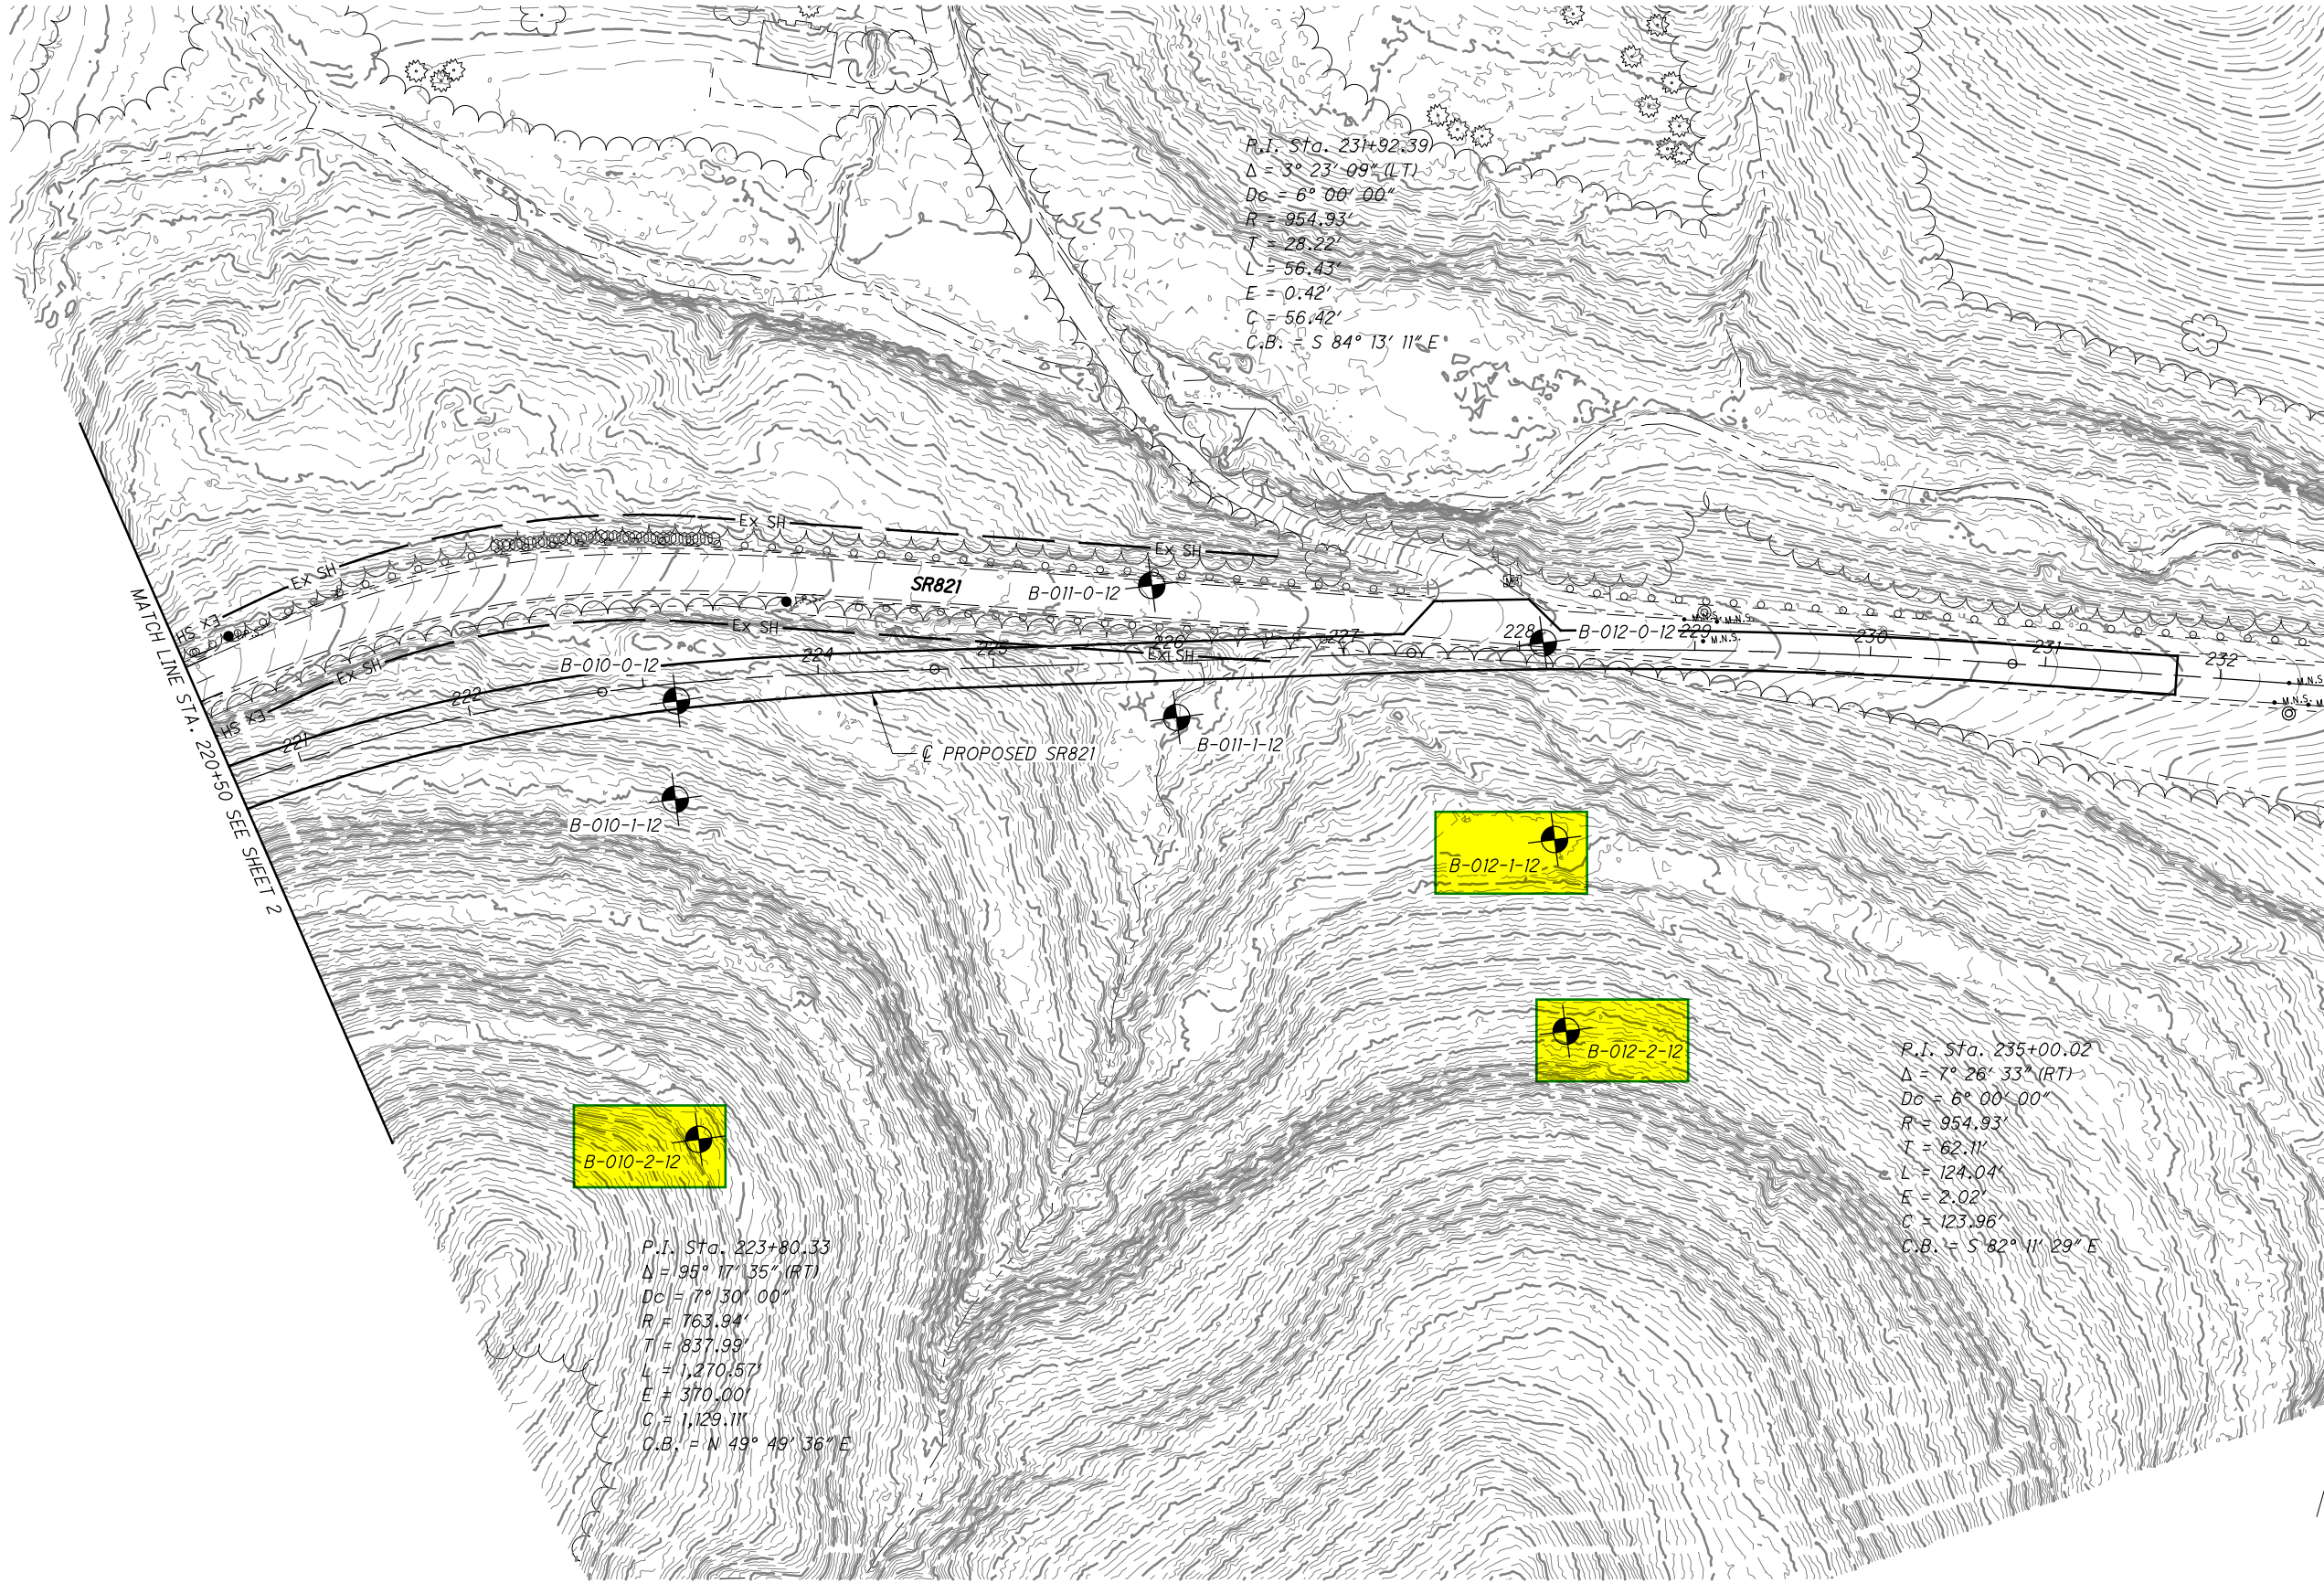 P.I. Sta. 231+92.39
Δ = 3° 23' 09" (LT)
Dc = 6° 00' 00"
R = 954.93'
T = 28.22'
L = 56.43'
E = 0.42'
C = 56.42'
C.B. = S 84° 13' 11" E
Ex SH
Ex SH
Ex SH
EX SH
SR821
B-011-0-12
I.P.S.
I.P.S.
M.N.S.
M.N.S.
M.N.S.
Ex SH
Ex SH
Ex SH
EX SH
221
222
224
225
226
227
228
229
230
231
232
B-010-0-12
B-012-0-12
M.N.S.
M.N.S.
MATCH LINE STA. 220+50 SEE SHEET 2
℄ PROPOSED SR821
B-011-1-12
B-010-1-12
B-012-1-12
B-012-2-12
B-010-2-12
P.I. Sta. 235+00.02
Δ = 7° 26' 33" (RT)
Dc = 6° 00' 00"
R = 954.93'
T = 62.11'
L = 124.04'
E = 2.02'
C = 123.96'
C.B. = S 82° 11' 29" E
P.I. Sta. 223+80.33
Δ = 95° 17' 35" (RT)
Dc = 7° 30' 00"
R = 763.94'
T = 837.99'
L = 1,270.57'
E = 370.00'
C = 1,129.11'
C.B. = N 49° 49' 36" E